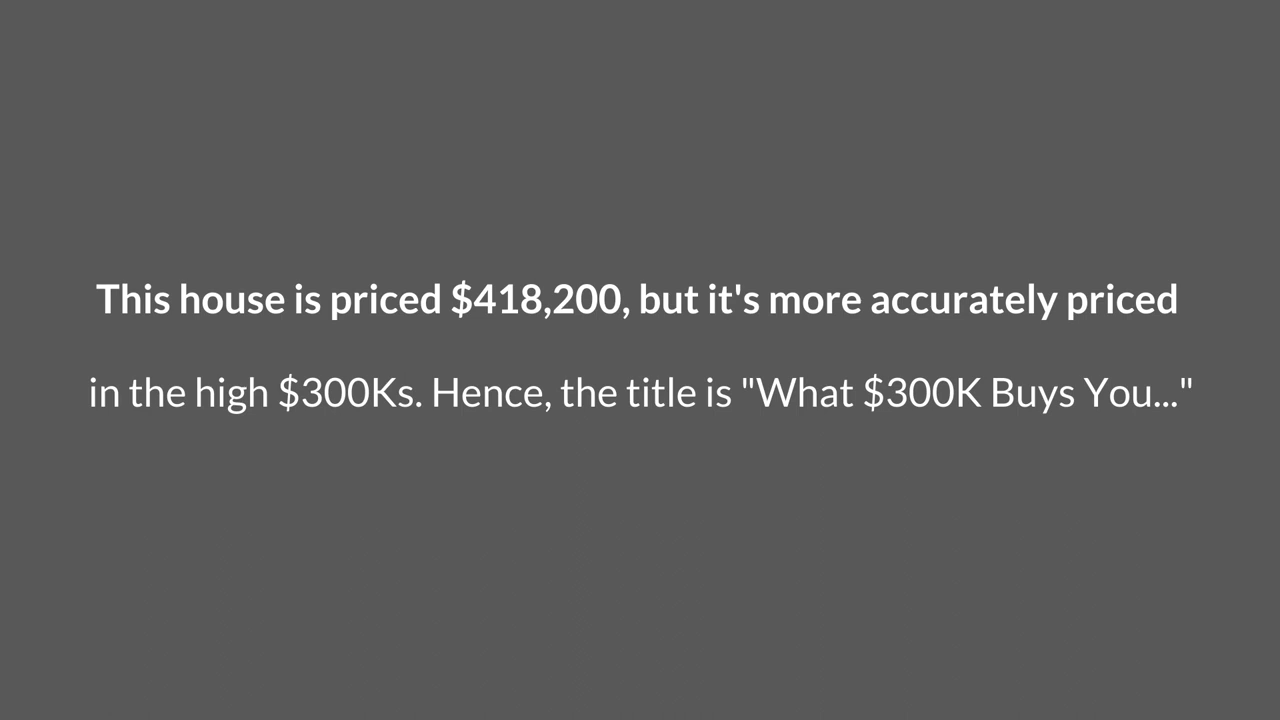 This house is priced $418,200, but it's more accurately priced
in the high $300Ks. Hence, the title is "What $300K Buys You..."